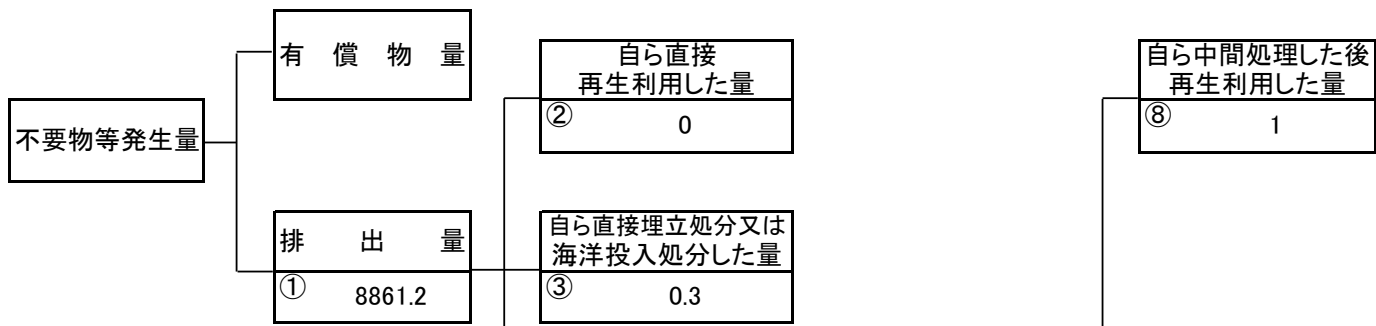 有償物量
自ら直接
再生利用した量
② 0
自ら中間処理した後
再生利用した量
⑧ 1
不要物等発生量
排出量
① 8861.2
自ら直接埋立処分又は
海洋投入処分した量
③ 0.3